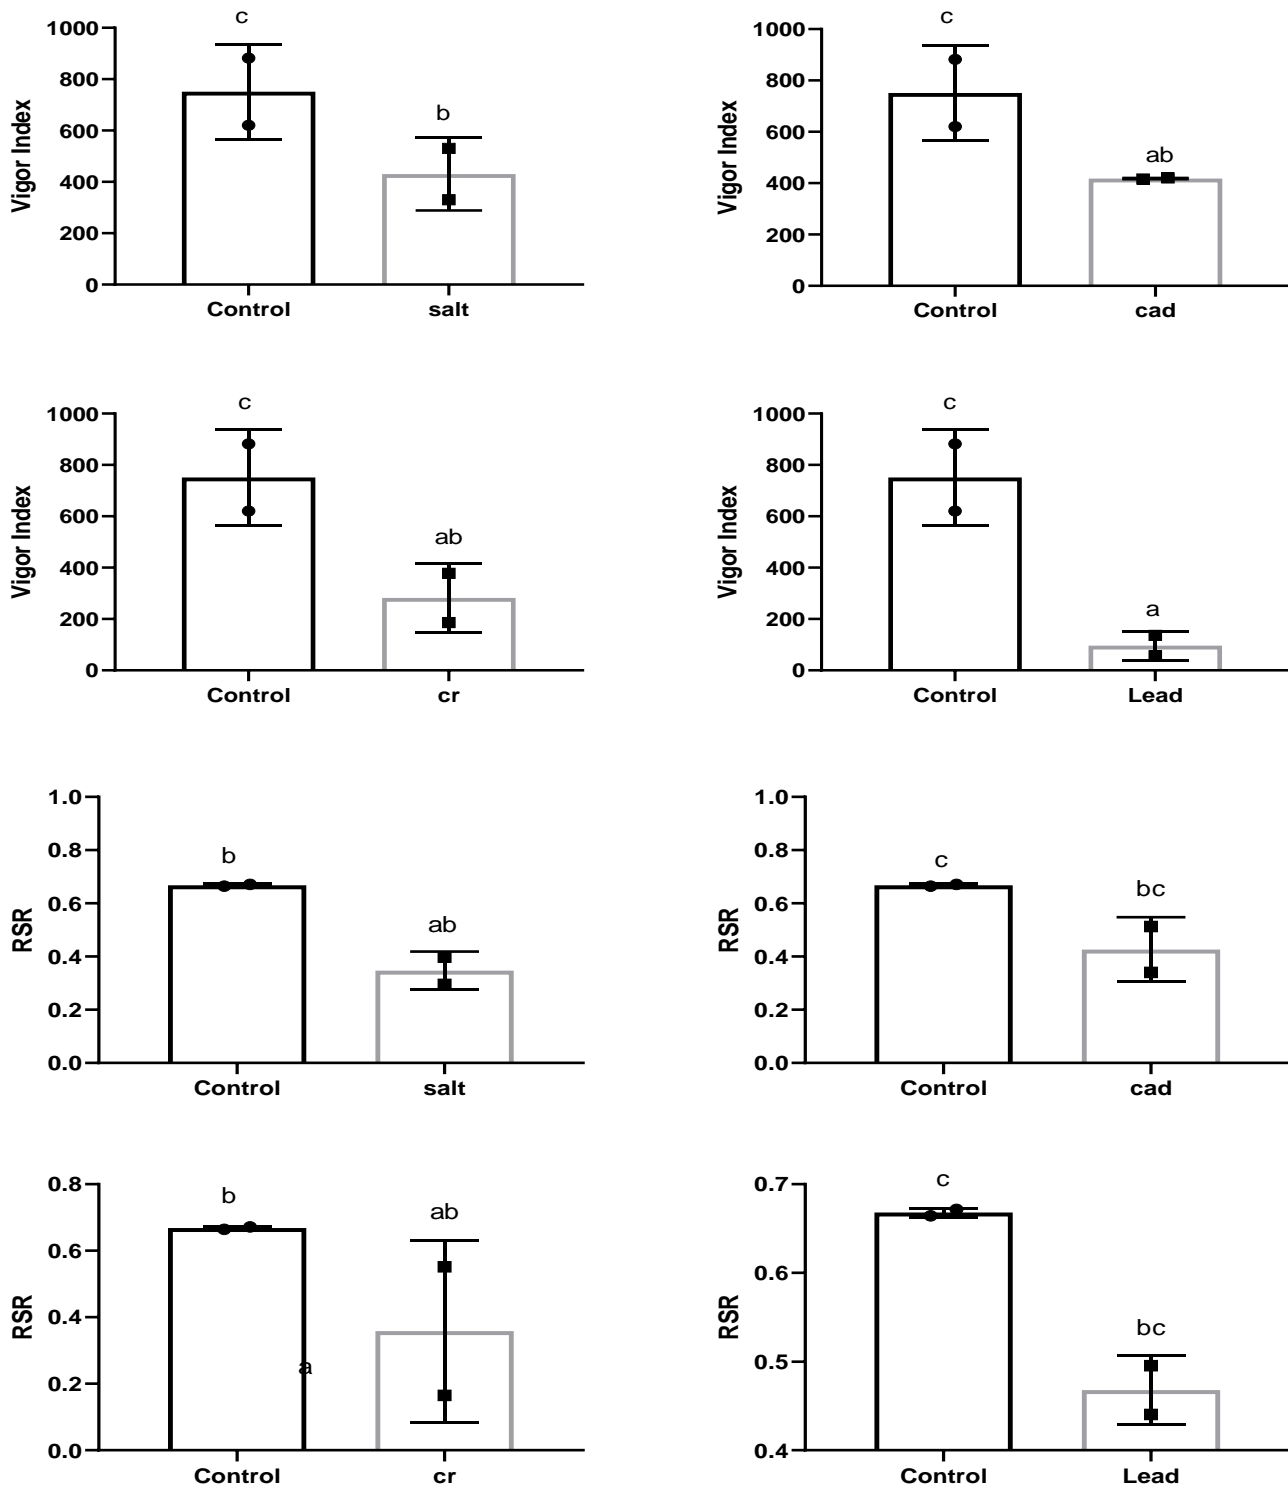 c
c
1000
800
600
400
200
0
Vigor Index
b
Control
salt
1000
800
600
400
200
0
Vigor Index
ab
Control
cad
c
1000
800
600
400
200
0
Vigor Index
ab
Control
cr
c
1000
800
600
400
200
0
Vigor Index
a
Control
Lead
1.0
0.8
0.6
0.4
0.2
0.0
RSR
b
ab
Control
salt
1.0
0.8
0.6
0.4
0.2
0.0
RSR
c
bc
Control
cad
0.8
0.6
0.4
0.2
0.0
RSR
b
ab
a
Control
cr
0.7
0.6
0.5
0.4
RSR
c
bc
Control
Lead